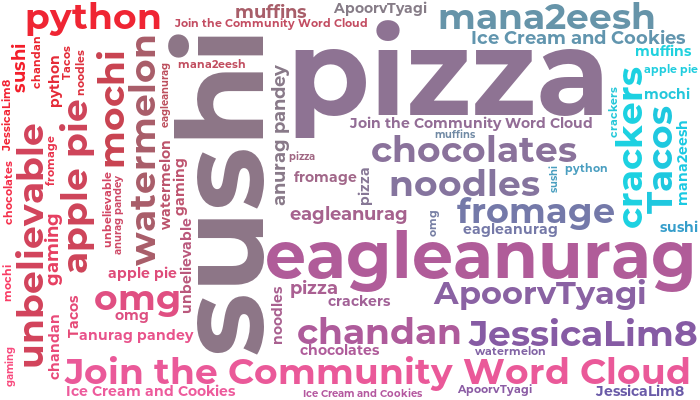 python
muffins
ApoorvTyagi
mana2eesh
Join the Community Word Cloud
Ice Cream and Cookies
sushi
chandan
Tacos
python
noodles
JessicaLim8
mochi
watermelon
eagleanurag
mana2eesh
sushi
pizza
muffins
apple pie
mochi
crackers
crackers
Tacos
mana2eesh
anurag pandey
Join the Community Word Cloud
muffins
chocolates
pizza
noodles
python
sushi
fromage
pizza
apple pie
unbelievable
fromage
chocolates
watermelon
gaming
unbelievable
anurag pandey
eagleanurag
omg
fromage
eagleanurag
sushi
gaming
unbelievable
eagleanurag
mochi
apple pie
omg
omg
Tacos
Tanurag pandey
pizza
crackers
ApoorvTyagi
noodles
chandan
JessicaLim8
chandan
chocolates
watermelon
gaming
Join the Community Word Cloud
Ice Cream and Cookies
Ice Cream and Cookies
ApoorvTyagi
JessicaLim8